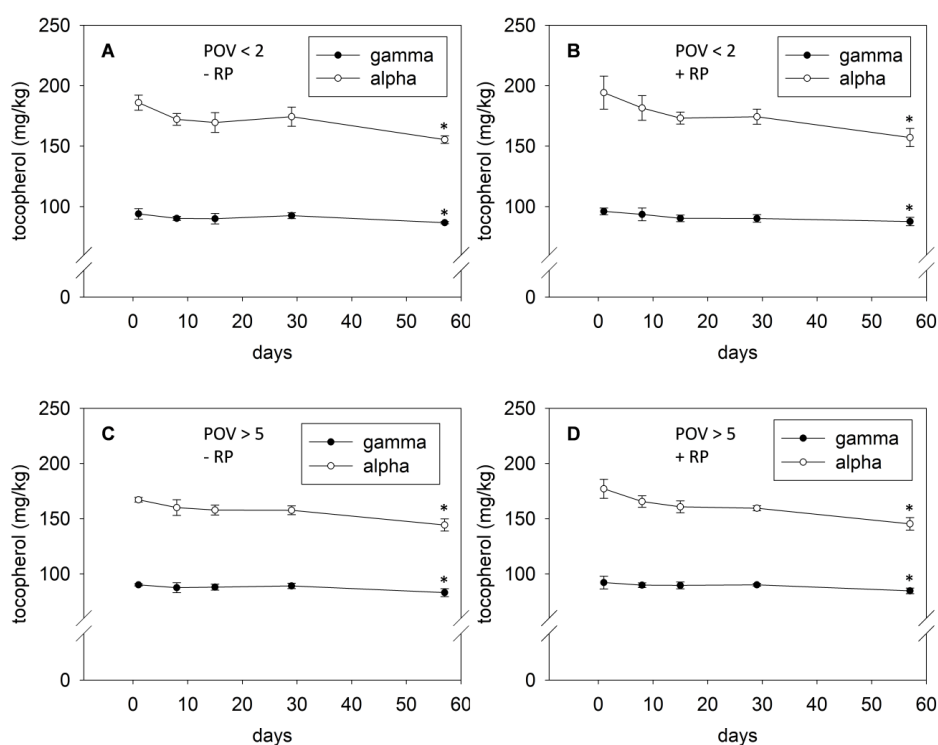 A
POV < 2
- RP
gamma
alpha
tocopherol (mg/kg)
250
200
150
100
0
*
*
0 10 20 30 40 50 60
days
B
POV < 2
+ RP
gamma
alpha
tocopherol (mg/kg)
250
200
150
100
0
*
*
0 10 20 30 40 50 60
days
C
POV > 5
- RP
gamma
alpha
tocopherol (mg/kg)
250
200
150
100
0
*
*
0 10 20 30 40 50 60
days
D
POV > 5
+ RP
gamma
alpha
tocopherol (mg/kg)
250
200
150
100
0
*
*
0 10 20 30 40 50 60
days